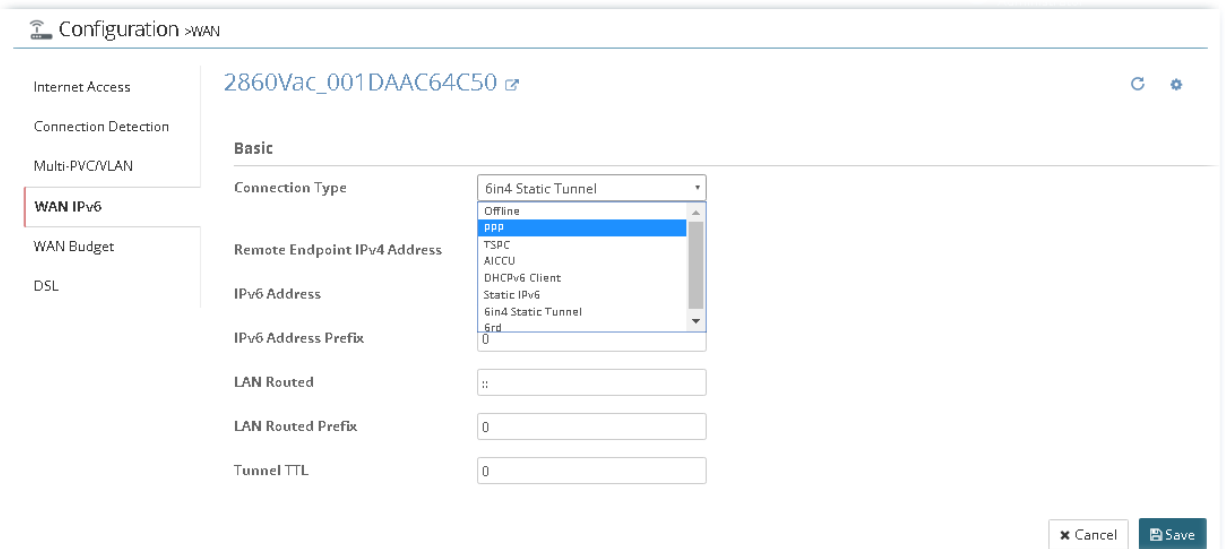 Configuration >WAN
Internet Access
Connection Detection
Multi-PVC/VLAN
WAN IPv6
WAN Budget
DSL
2860Vac_001DAAC64C50
Basic
Connection Type
6in4 Static Tunnel
Offline
PPP
TSPC
AICCU
DHCPv6 Client
Static IPv6
6in4 Static Tunnel
6rd
Remote Endpoint IPv4 Address
IPv6 Address
IPv6 Address Prefix
0
LAN Routed
::
LAN Routed Prefix
0
Tunnel TTL
0
Cancel
Save